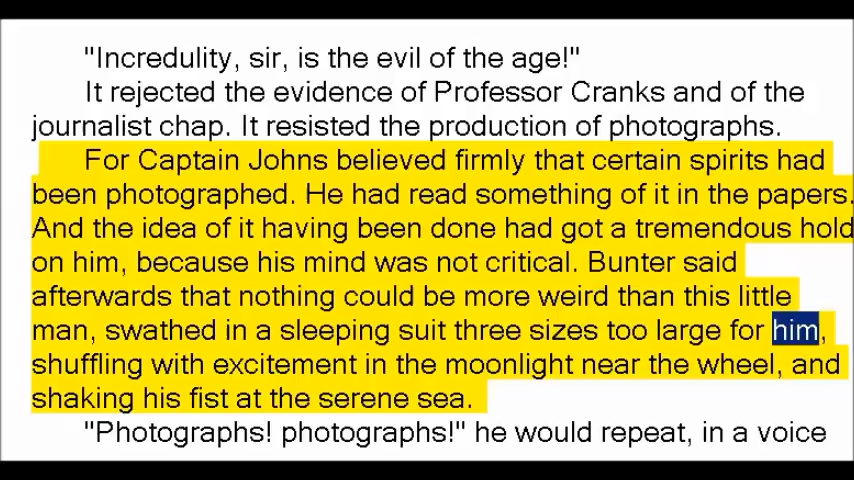 "Incredulity, sir, is the evil of the age!"
It rejected the evidence of Professor Cranks and of the
journalist chap. It resisted the production of photographs.
For Captain Johns believed firmly that certain spirits had
been photographed. He had read something of it in the papers.
And the idea of it having been done had got a tremendous hold
on him, because his mind was not critical. Bunter said
afterwards that nothing could be more weird than this little
man, swathed in a sleeping suit three sizes too large for him,
shuffling with excitement in the moonlight near the wheel, and
shaking his fist at the serene sea.
"Photographs! photographs!" he would repeat, in a voice